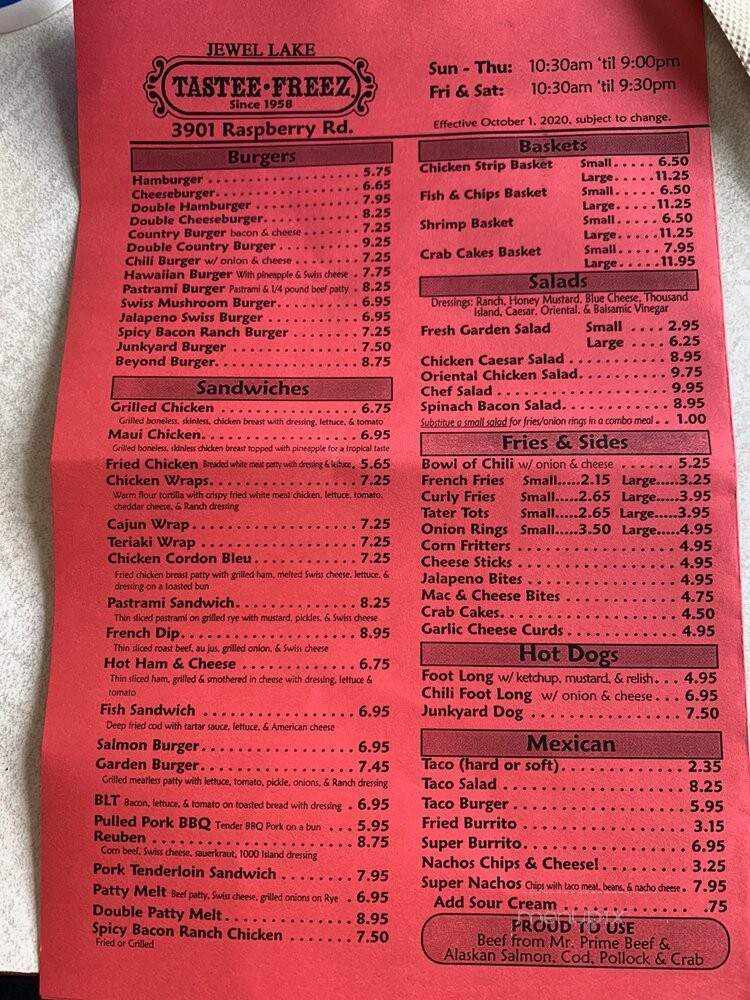 JEWEL LAKE
TASTEE·FREEZ
Since 1958
3901 Raspberry Rd.
Sun - Thu: 10:30am 'til 9:00pm
Fri & Sat: 10:30am 'til 9:30pm
Effective October 1, 2020, subject to change.
Burgers
Hamburger 5.75
Cheeseburger 6.65
Double Hamburger 7.95
Double Cheeseburger 8.25
Country Burger bacon & cheese 7.25
Double Country Burger 9.25
Chili Burger w/ onion & cheese 7.25
Hawaiian Burger With pineapple & Swiss cheese 7.75
Pastrami Burger Pastrami & 1/4 pound beef patty 8.25
Swiss Mushroom Burger 6.95
Jalapeno Swiss Burger 6.95
Spicy Bacon Ranch Burger 7.25
Junkyard Burger 7.50
Beyond Burger 8.75
Sandwiches
Grilled Chicken 6.75
Grilled boneless, skinless, chicken breast with dressing, lettuce, & tomato
Maui Chicken 6.95
Grilled boneless, skinless chicken breast topped with pineapple for a tropical taste
Fried Chicken Breaded white meat patty with dressing & lettuce 5.65
Chicken Wraps 7.25
Warm flour tortilla with crispy fried white meat chicken, lettuce, tomato,
cheddar cheese, & Ranch dressing
Cajun Wrap 7.25
Teriaki Wrap 7.25
Chicken Cordon Bleu 7.25
Fried chicken breast patty with grilled ham, melted Swiss cheese, lettuce, &
dressing on a toasted bun
Pastrami Sandwich 8.25
Thin sliced pastrami on grilled rye with mustard, pickles, & Swiss cheese
French Dip 8.95
Thin sliced roast beef, au jus, grilled onion, & Swiss cheese
Hot Ham & Cheese 6.75
Thin sliced ham, grilled & smothered in cheese with dressing, lettuce &
tomato
Fish Sandwich 6.95
Deep fried cod with tartar sauce, lettuce, & American cheese
Salmon Burger 6.95
Garden Burger 7.45
Grilled meatless patty with lettuce, tomato, pickle, onions, & Ranch dressing
BLT Bacon, lettuce, & tomato on toasted bread with dressing 6.95
Pulled Pork BBQ Tender BBQ Pork on a bun 5.95
Reuben 8.75
Corn beef, Swiss cheese, sauerkraut, 1000 Island dressing
Pork Tenderloin Sandwich 7.95
Patty Melt Beef patty, Swiss cheese, grilled onions on Rye 6.95
Double Patty Melt 8.95
Spicy Bacon Ranch Chicken 7.50
Fried or Grilled
Baskets
Chicken Strip Basket Small 6.50
Large 11.25
Fish & Chips Basket Small 6.50
Large 11.25
Shrimp Basket Small 6.50
Large 11.25
Crab Cakes Basket Small 7.95
Large 11.95
Salads
Dressings: Ranch, Honey Mustard, Blue Cheese, Thousand
Island, Caesar, Oriental, & Balsamic Vinegar
Fresh Garden Salad Small 2.95
Large 6.25
Chicken Caesar Salad 8.95
Oriental Chicken Salad 9.75
Chef Salad 9.95
Spinach Bacon Salad 8.95
Substitue a small salad for fries/onion rings in a combo meal 1.00
Fries & Sides
Bowl of Chili w/ onion & cheese 5.25
French Fries Small 2.15 Large 3.25
Curly Fries Small 2.65 Large 3.95
Tater Tots Small 2.65 Large 3.95
Onion Rings Small 3.50 Large 4.95
Corn Fritters 4.95
Cheese Sticks 4.95
Jalapeno Bites 4.95
Mac & Cheese Bites 4.75
Crab Cakes 4.50
Garlic Cheese Curds 4.95
Hot Dogs
Foot Long w/ ketchup, mustard, & relish 4.95
Chili Foot Long w/ onion & cheese 6.95
Junkyard Dog 7.50
Mexican
Taco (hard or soft) 2.35
Taco Salad 8.25
Taco Burger 5.95
Fried Burrito 3.15
Super Burrito 6.95
Nachos Chips & Cheese! 3.25
Super Nachos Chips with taco meat, beans, & nacho cheese 7.95
Add Sour Cream .75
menupix
PROUD TO USE
Beef from Mr. Prime Beef &
Alaskan Salmon, Cod, Pollock & Crab